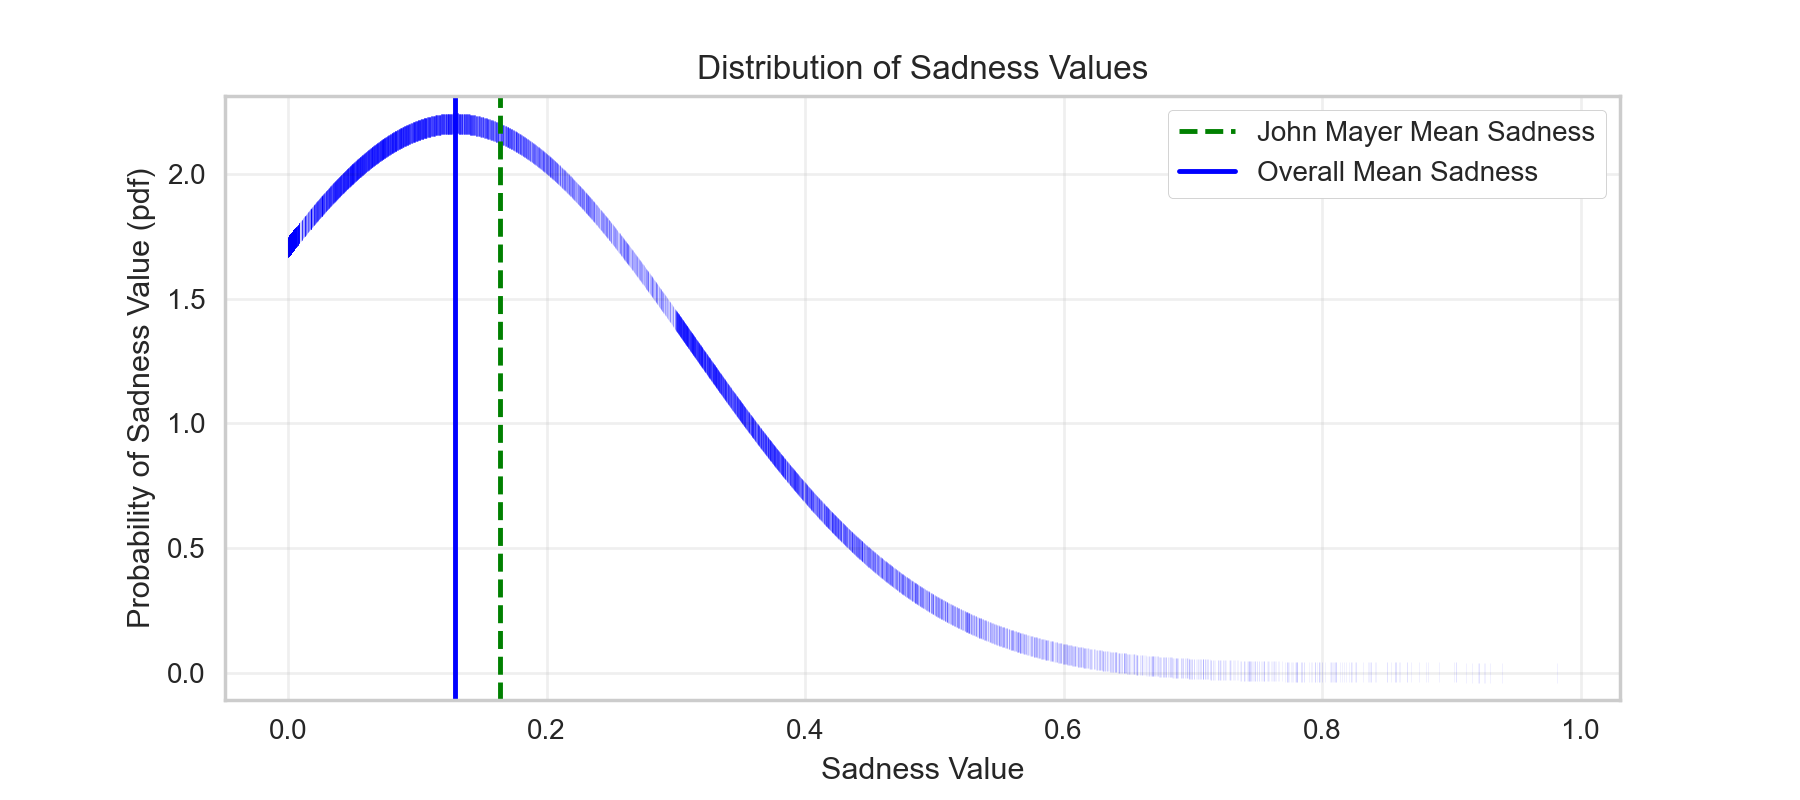 Distribution of Sadness Values
John Mayer Mean Sadness
Overall Mean Sadness
Probability of Sadness Value (pdf)
2.0
1.5
1.0
0.5
0.0
0.0 0.2 0.4 0.6 0.8 1.0
Sadness Value